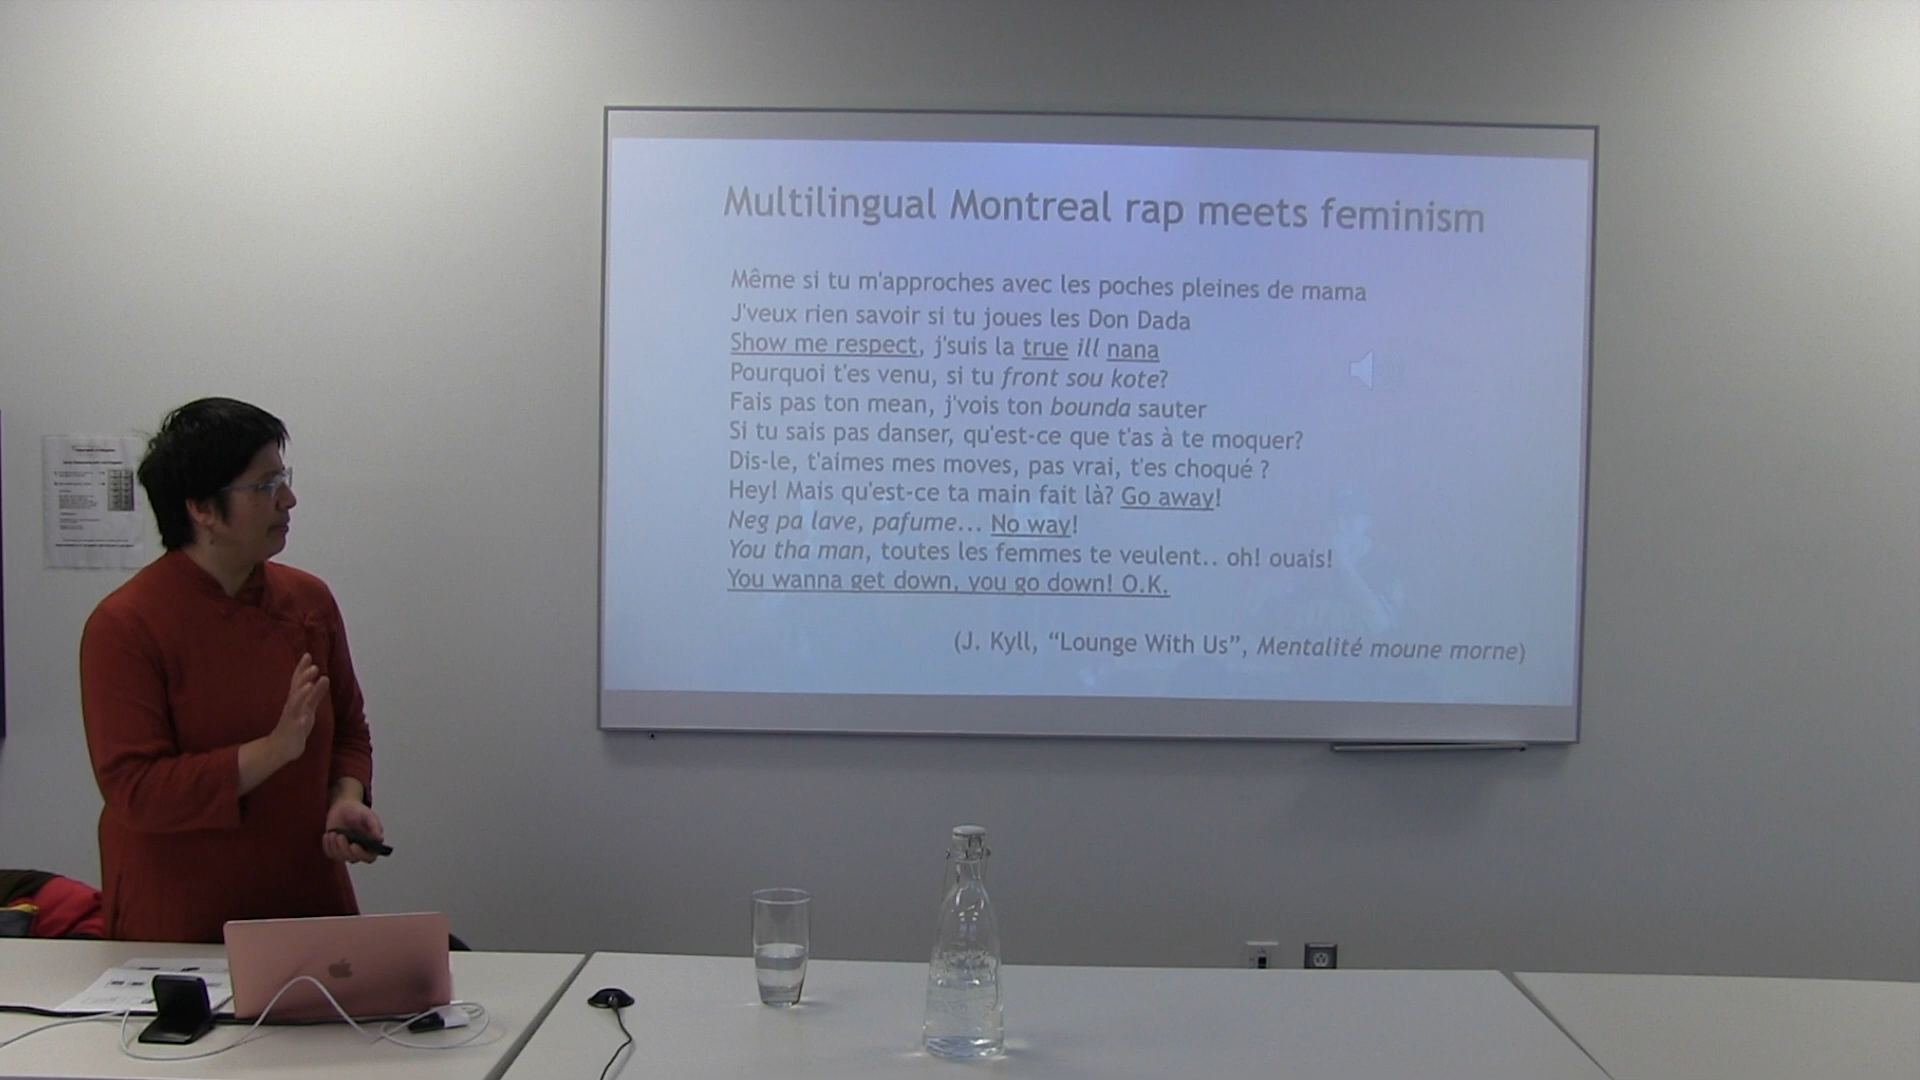 Multilingual Montreal rap meets feminism
Même si tu m'approches avec les poches pleines de mama
J'veux rien savoir si tu joues les Don Dada
Show me respect, j'suis la true ill nana
Pourquoi t'es venu, si tu front sou kote?
Fais pas ton mean, j'vois ton bounda sauter
Si tu sais pas danser, qu'est-ce que t'as à te moquer?
Dis-le, t'aimes mes moves, pas vrai, t'es choqué ?
Hey! Mais qu'est-ce ta main fait là? Go away!
Neg pa lave, pafume... No way!
You tha man, toutes les femmes te veulent.. oh! ouais!
You wanna get down, you go down! O.K.
(J. Kyll, “Lounge With Us”, Mentalité moune morne)